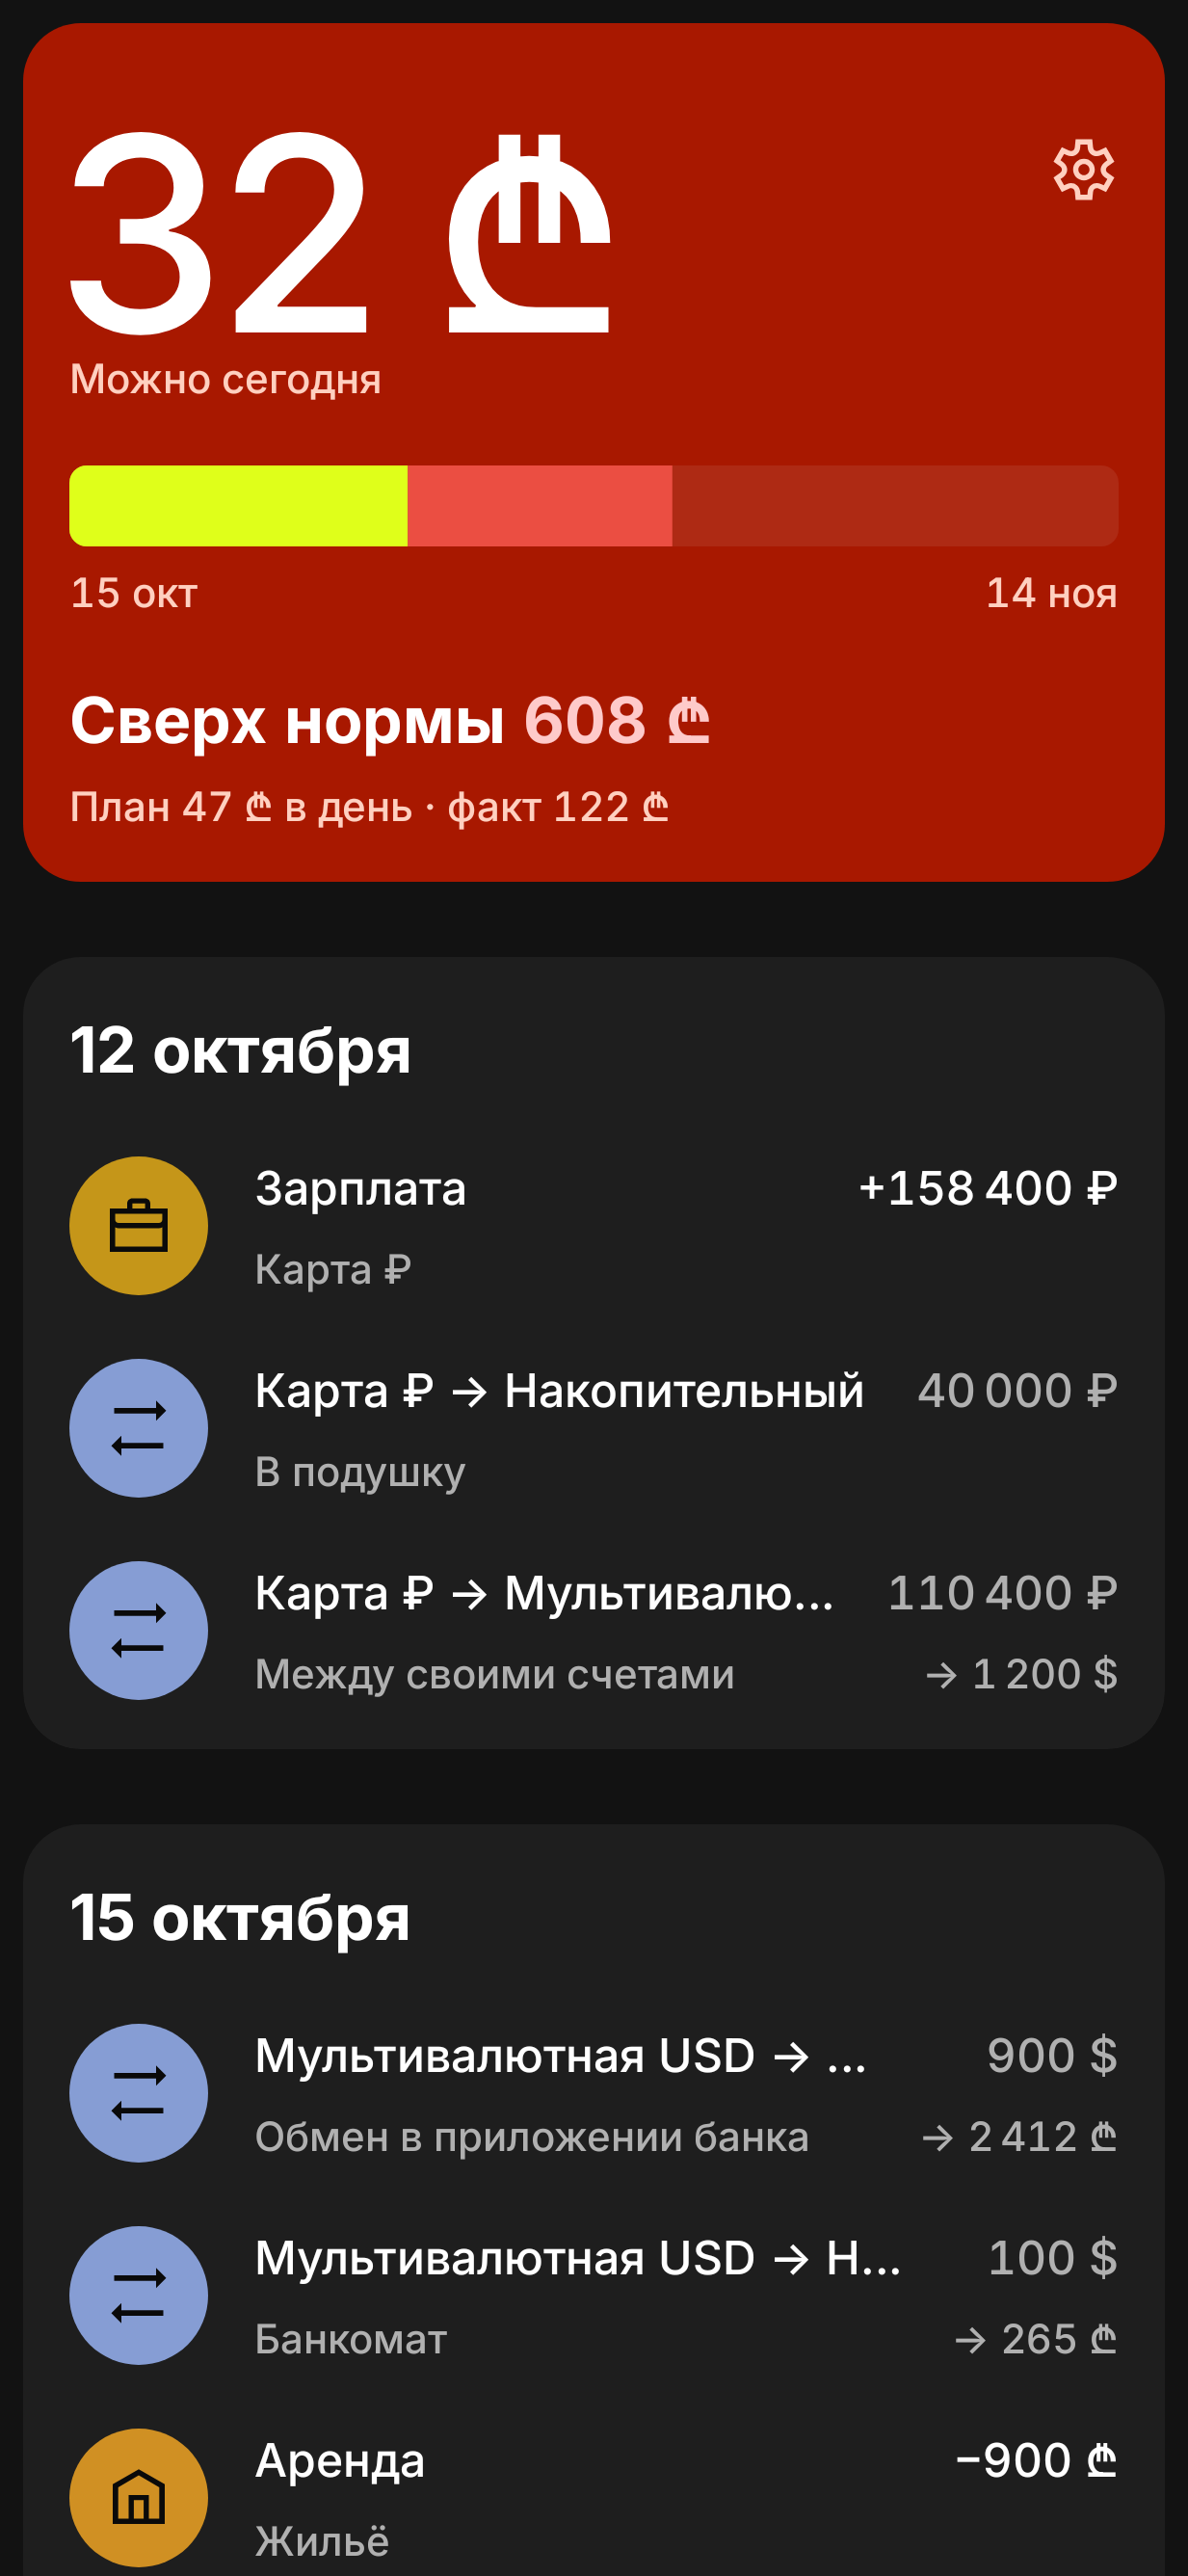 32 ₾
Можно сегодня
15 окт 14 ноя
Сверх нормы 608 ₾
План 47 ₾ в день · факт 122 ₾
12 октября
Зарплата +158 400 ₽
Карта ₽
Карта ₽ → Накопительный 40 000 ₽
В подушку
Карта ₽ → Мультивалю... 110 400 ₽
Между своими счетами → 1 200 $
15 октября
Мультивалютная USD → ... 900 $
Обмен в приложении банка → 2 412 ₾
Мультивалютная USD → Н... 100 $
Банкомат → 265 ₾
Аренда −900 ₾
Жильё